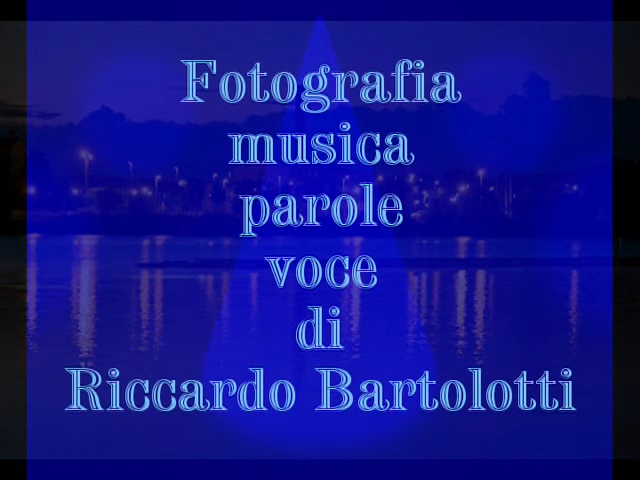 Fotografia
musica
parole
voce
di
Riccardo Bartolotti